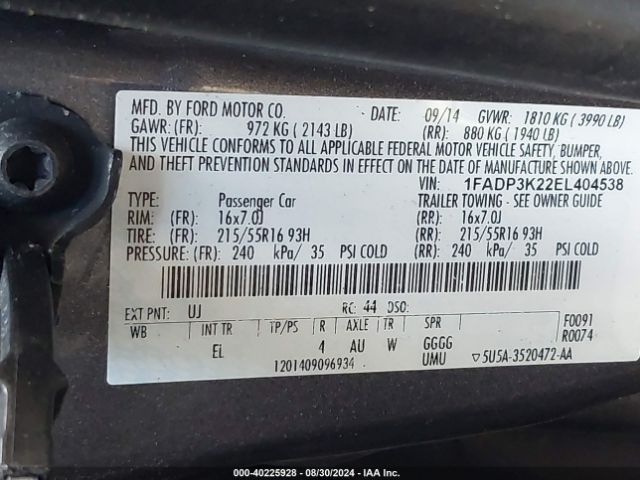 MFD. BY FORD MOTOR CO. DATE: 09/14 GVWR: 1810 KG ( 3990 LB)
GAWR: (FR): 972 KG ( 2143 LB) (RR): 880 KG ( 1940 LB)
THIS VEHICLE CONFORMS TO ALL APPLICABLE FEDERAL MOTOR VEHICLE SAFETY, BUMPER,
AND THEFT PREVENTION STANDARDS IN EFFECT ON THE DATE OF MANUFACTURE SHOWN ABOVE.
VIN: 1FADP3K22EL404538
TYPE: Passenger Car TRAILER TOWING - SEE OWNER GUIDE
RIM: (FR): 16x7.0J (RR): 16x7.0J
TIRE: (FR): 215/55R16 93H (RR): 215/55R16 93H
PRESSURE: (FR): 240 kPa/ 35 PSI COLD (RR): 240 kPa/ 35 PSI COLD
EXT PNT: UJ RC: 44 DSO: F0091
WB INT TR TP/PS R AXLE TR SPR R0074
EL 4 AU W GGGG
1201409096934 UMU ▽5U5A-3520472-AA
000-40225928 - 08/30/2024 - IAA Inc.